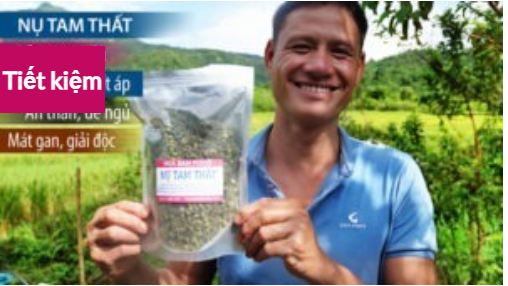 NỤ TAM THẤT
Tiết kiệm
t áp
An thần, dễ ngủ
Mát gan, giải độc
NỤ TAM THẤT